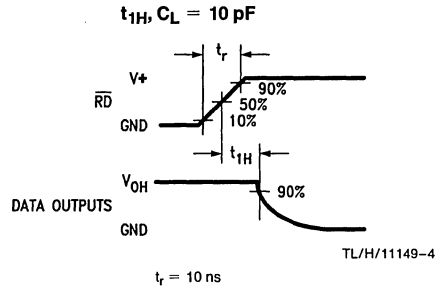 t1H, CL = 10 pF
tr
V+
90%
RD
50%
10%
GND
t1H
VOH
90%
DATA OUTPUTS
GND
TL/H/11149-4
tr = 10 ns